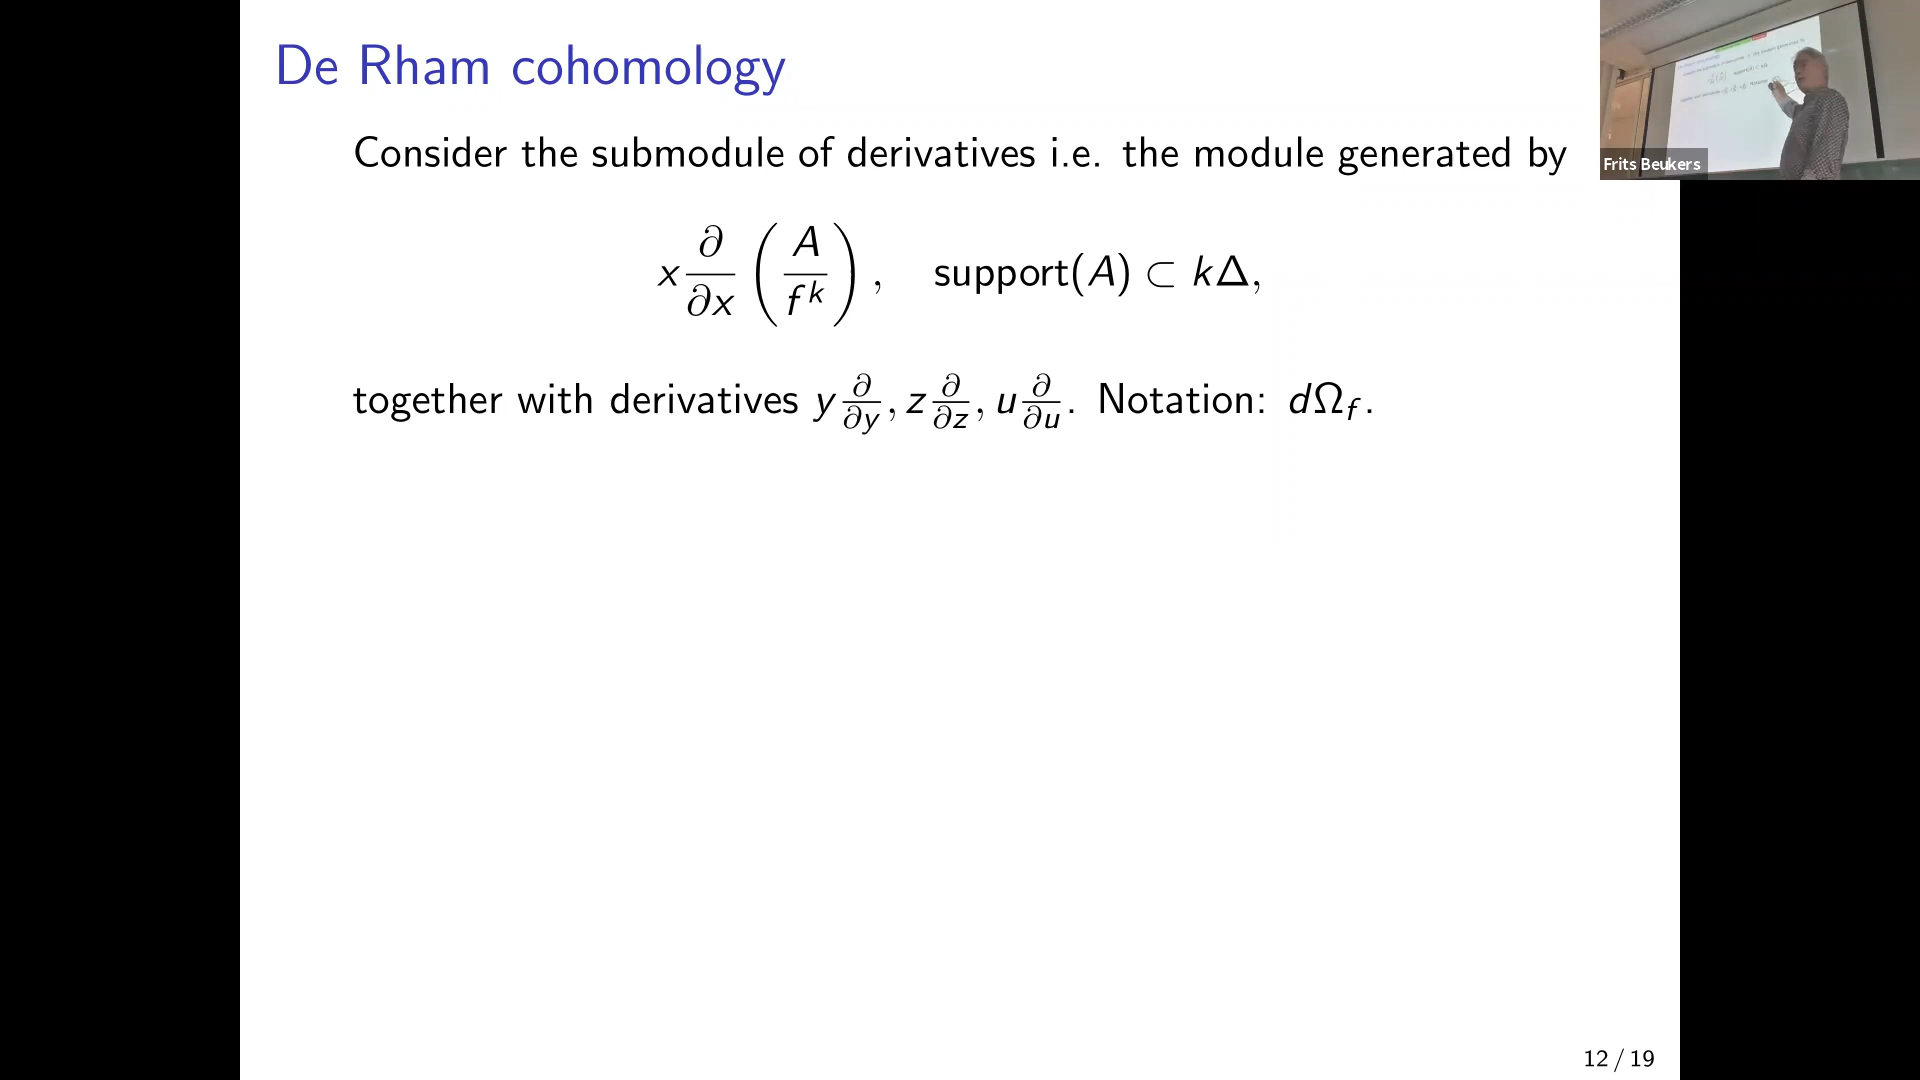 De Rham cohomology
Consider the submodule of derivatives i.e. the module generated by
x ∂/∂x (A/f^k), support(A) ⊂ kΔ,
together with derivatives y ∂/∂y, z ∂/∂z, u ∂/∂u. Notation: dΩ_f.
Frits Beukers
12 / 19